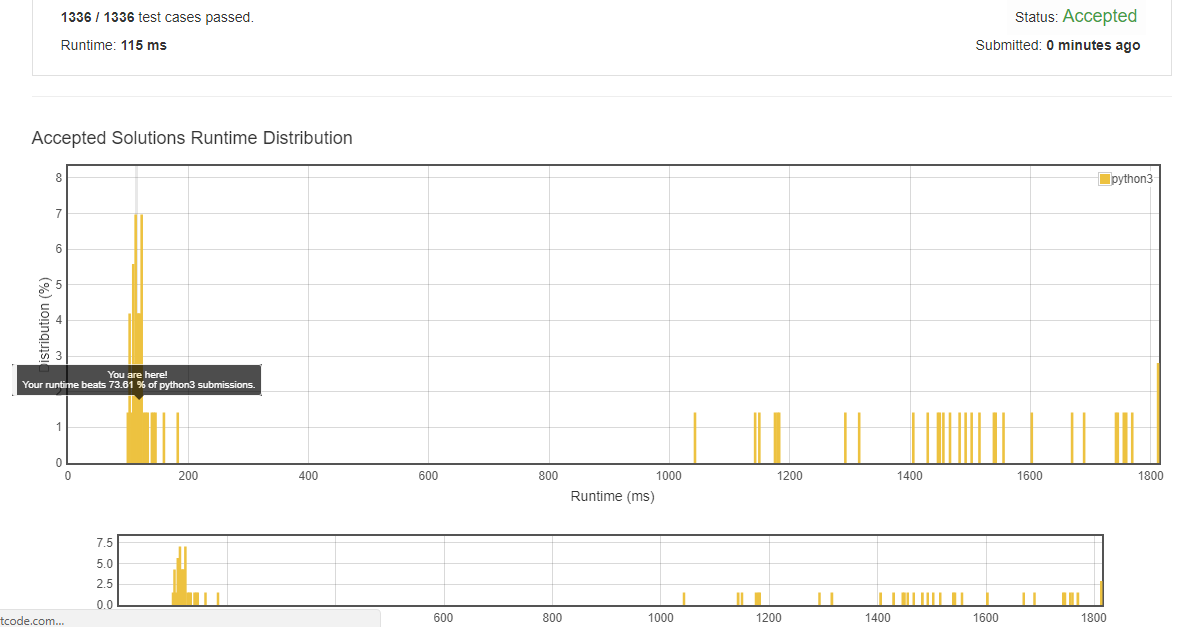 1336 / 1336 test cases passed.
Status: Accepted
Runtime: 115 ms
Submitted: 0 minutes ago
Accepted Solutions Runtime Distribution
python3
8
7
6
5
4
3
2
1
0
Distribution (%)
You are here!
Your runtime beats 73.61 % of python3 submissions.
0 200 400 600 800 1000 1200 1400 1600 1800
Runtime (ms)
7.5
5.0
2.5
0.0
600 800 1000 1200 1400 1600 1800
tcode.com...